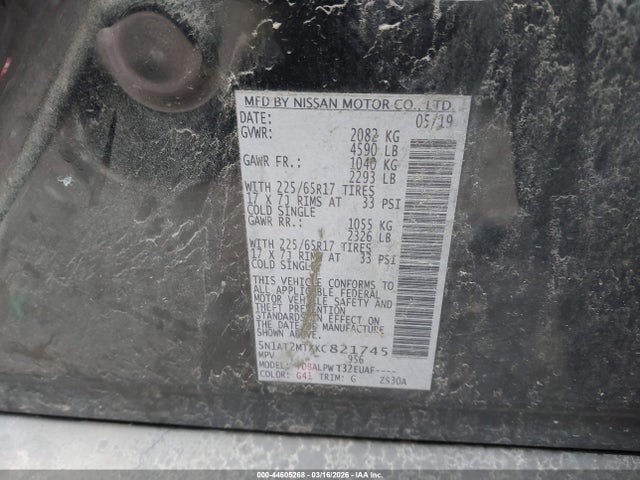 MFD BY NISSAN MOTOR CO., LTD.
DATE: 05/19
GVWR: 2082 KG
4590 LB
GAWR FR.: 1040 KG
2293 LB
WITH 225/65R17 TIRES
17 X 7J RIMS AT 33 PSI
COLD SINGLE
GAWR RR.: 1055 KG
2326 LB
WITH 225/65R17 TIRES
17 X 7J RIMS AT 33 PSI
COLD SINGLE
THIS VEHICLE CONFORMS TO
ALL APPLICABLE FEDERAL
MOTOR VEHICLE SAFETY AND
THEFT PREVENTION
STANDARDS IN EFFECT ON
THE DATE OF MANUFACTURE
SHOWN ABOVE.
821745
MPV 956
MODEL:
COLOR: G41 TRIM: G ZS30A
000-44605268 | 03/16/2026 — IAA Inc.